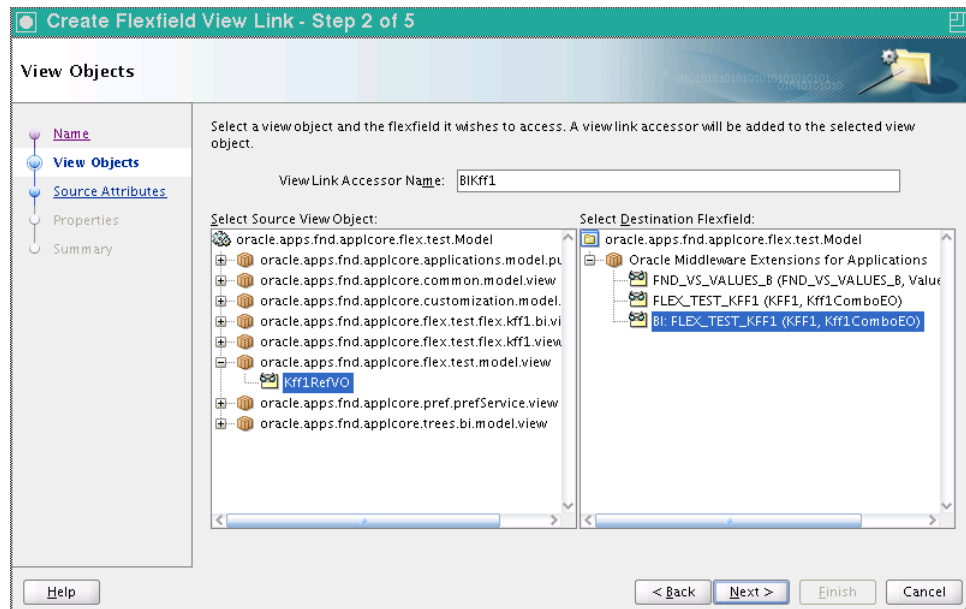 Create Flexfield View Link - Step 2 of 5
View Objects
Name
View Objects
Source Attributes
Properties
Summary
Select a view object and the flexfield it wishes to access. A view link accessor will be added to the selected view
object.
View Link Accessor Name: BIKff1
Select Source View Object:
oracle.apps.fnd.applcore.flex.test.Model
oracle.apps.fnd.applcore.applications.model.pu
oracle.apps.fnd.applcore.common.model.view
oracle.apps.fnd.applcore.customization.model.
oracle.apps.fnd.applcore.flex.test.flex.kff1.bi.vi
oracle.apps.fnd.applcore.flex.test.flex.kff1.view
oracle.apps.fnd.applcore.flex.test.model.view
Kff1RefVO
oracle.apps.fnd.applcore.pref.prefService.view
oracle.apps.fnd.applcore.trees.bi.model.view
Select Destination Flexfield:
oracle.apps.fnd.applcore.flex.test.Model
Oracle Middleware Extensions for Applications
FND_VS_VALUES_B (FND_VS_VALUES_B, Value
FLEX_TEST_KFF1 (KFF1, Kff1ComboEO)
BI: FLEX_TEST_KFF1 (KFF1, Kff1ComboEO)
Help
< Back
Next >
Finish
Cancel